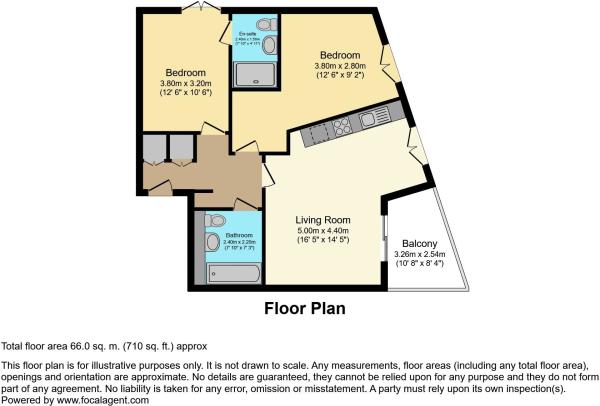 En-suite
2.40m x 1.50m
(7' 10" x 4' 11")
Bedroom
3.80m x 2.80m
(12' 6" x 9' 2")
Bedroom
3.80m x 3.20m
(12' 6" x 10' 6")
Living Room
5.00m x 4.40m
(16' 5" x 14' 5")
Bathroom
2.40m x 2.20m
(7' 10" x 7' 3")
Balcony
3.26m x 2.54m
(10' 8" x 8' 4")
Floor Plan
Total floor area 66.0 sq. m. (710 sq. ft.) approx
This floor plan is for illustrative purposes only. It is not drawn to scale. Any measurements, floor areas (including any total floor area),
openings and orientation are approximate. No details are guaranteed, they cannot be relied upon for any purpose and they do not form
part of any agreement. No liability is taken for any error, omission or misstatement. A party must rely upon its own inspection(s).
Powered by www.focalagent.com